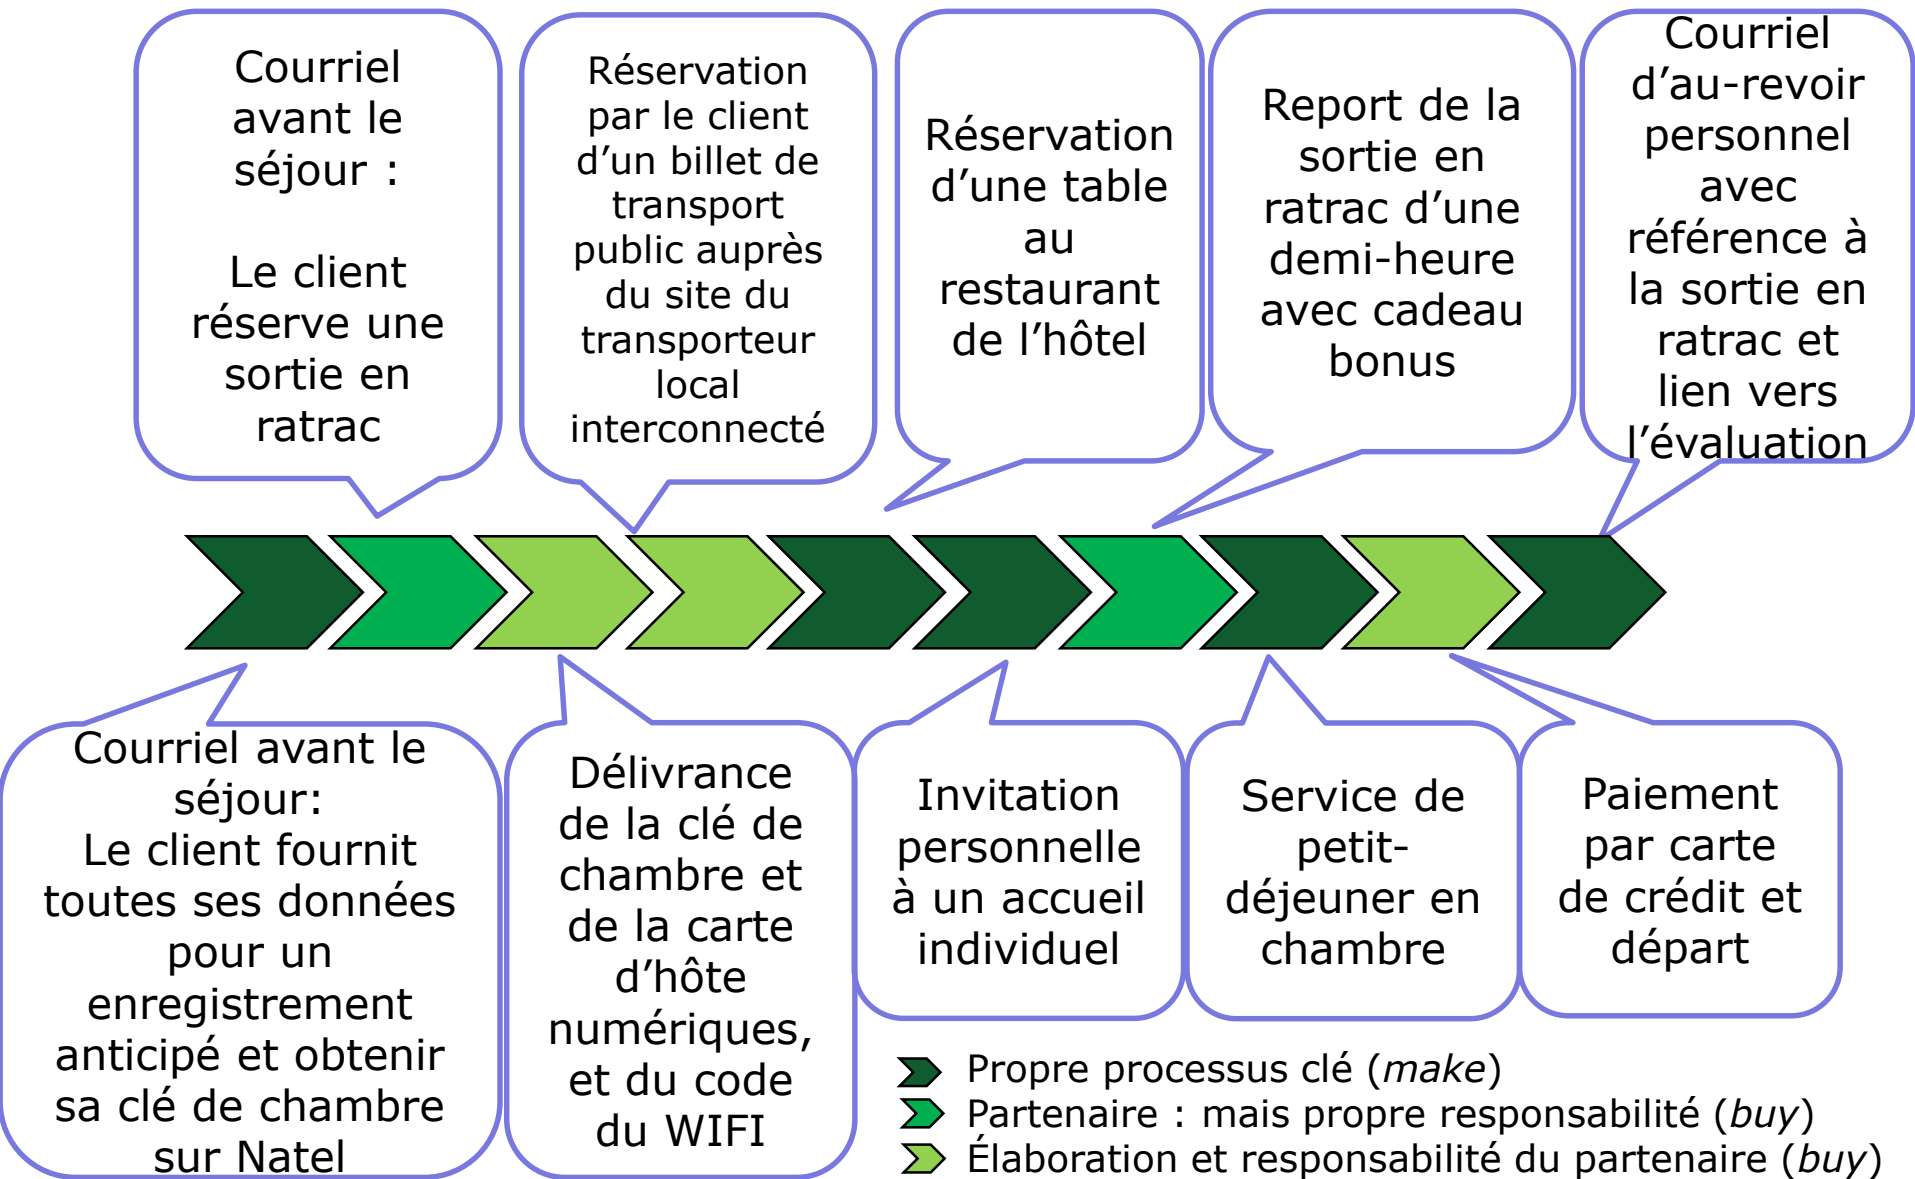 Courriel
avant le
séjour :
Le client
réserve une
sortie en
ratrac
Réservation
par le client
d’un billet de
transport
public auprès
du site du
transporteur
local
interconnecté
Réservation
d’une table
au
restaurant
de l’hôtel
Report de la
sortie en
ratrac d’une
demi-heure
avec cadeau
bonus
Courriel
d’au-revoir
personnel
avec
référence à
la sortie en
ratrac et
lien vers
l’évaluation
Courriel avant le
séjour:
Le client fournit
toutes ses données
pour un
enregistrement
anticipé et obtenir
sa clé de chambre
sur Natel
Délivrance
de la clé de
chambre et
de la carte
d’hôte
numériques,
et du code
du WIFI
Invitation
personnelle
à un accueil
individuel
Service de
petit-
déjeuner en
chambre
Paiement
par carte
de crédit et
départ
Propre processus clé (make)
Partenaire : mais propre responsabilité (buy)
Élaboration et responsabilité du partenaire (buy)